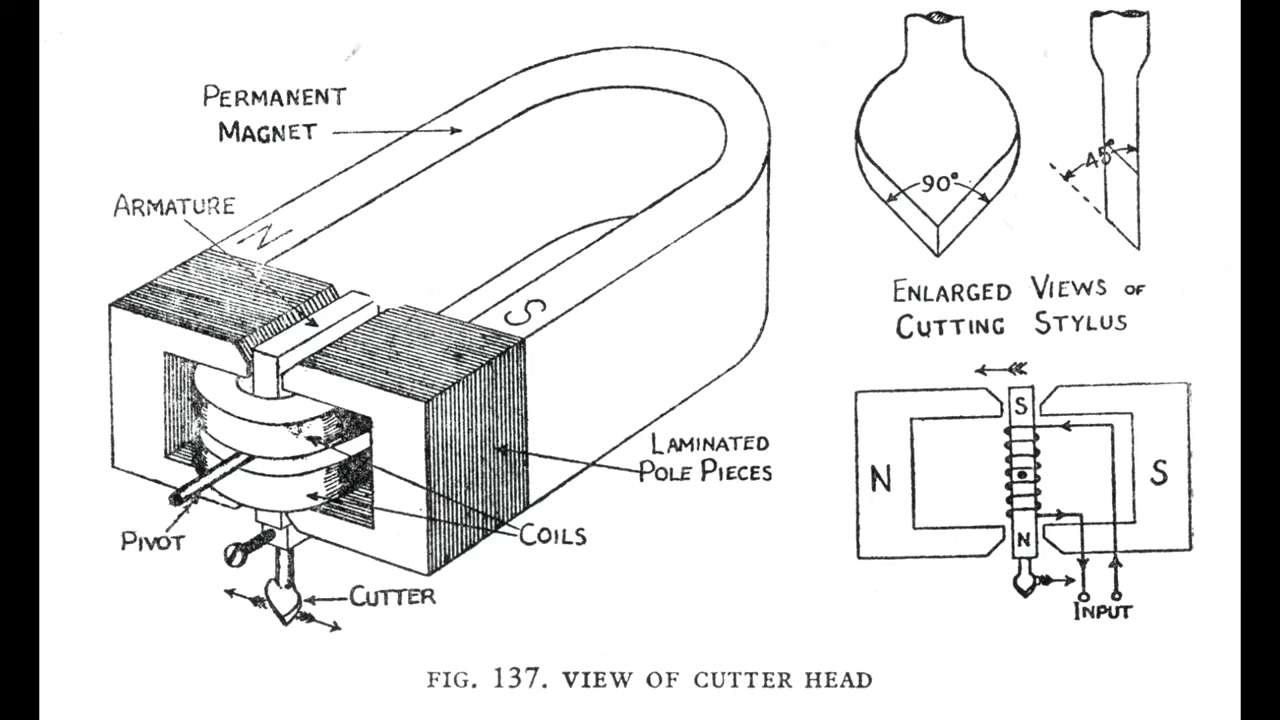 PERMANENT
MAGNET
ARMATURE
N
S
LAMINATED
POLE PIECES
COILS
PIVOT
CUTTER
90°
45°
ENLARGED VIEWS OF
CUTTING STYLUS
S
N
S
N
INPUT
FIG. 137. VIEW OF CUTTER HEAD